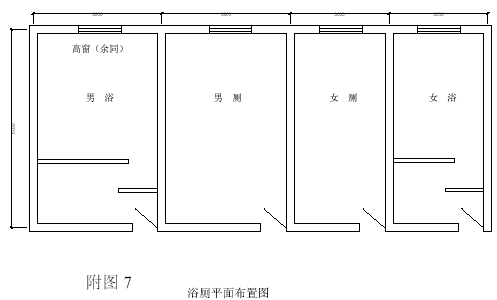 高窗（余同）
男 浴
男 厕
女 厕
女 浴
附图 7
浴厕平面布置图